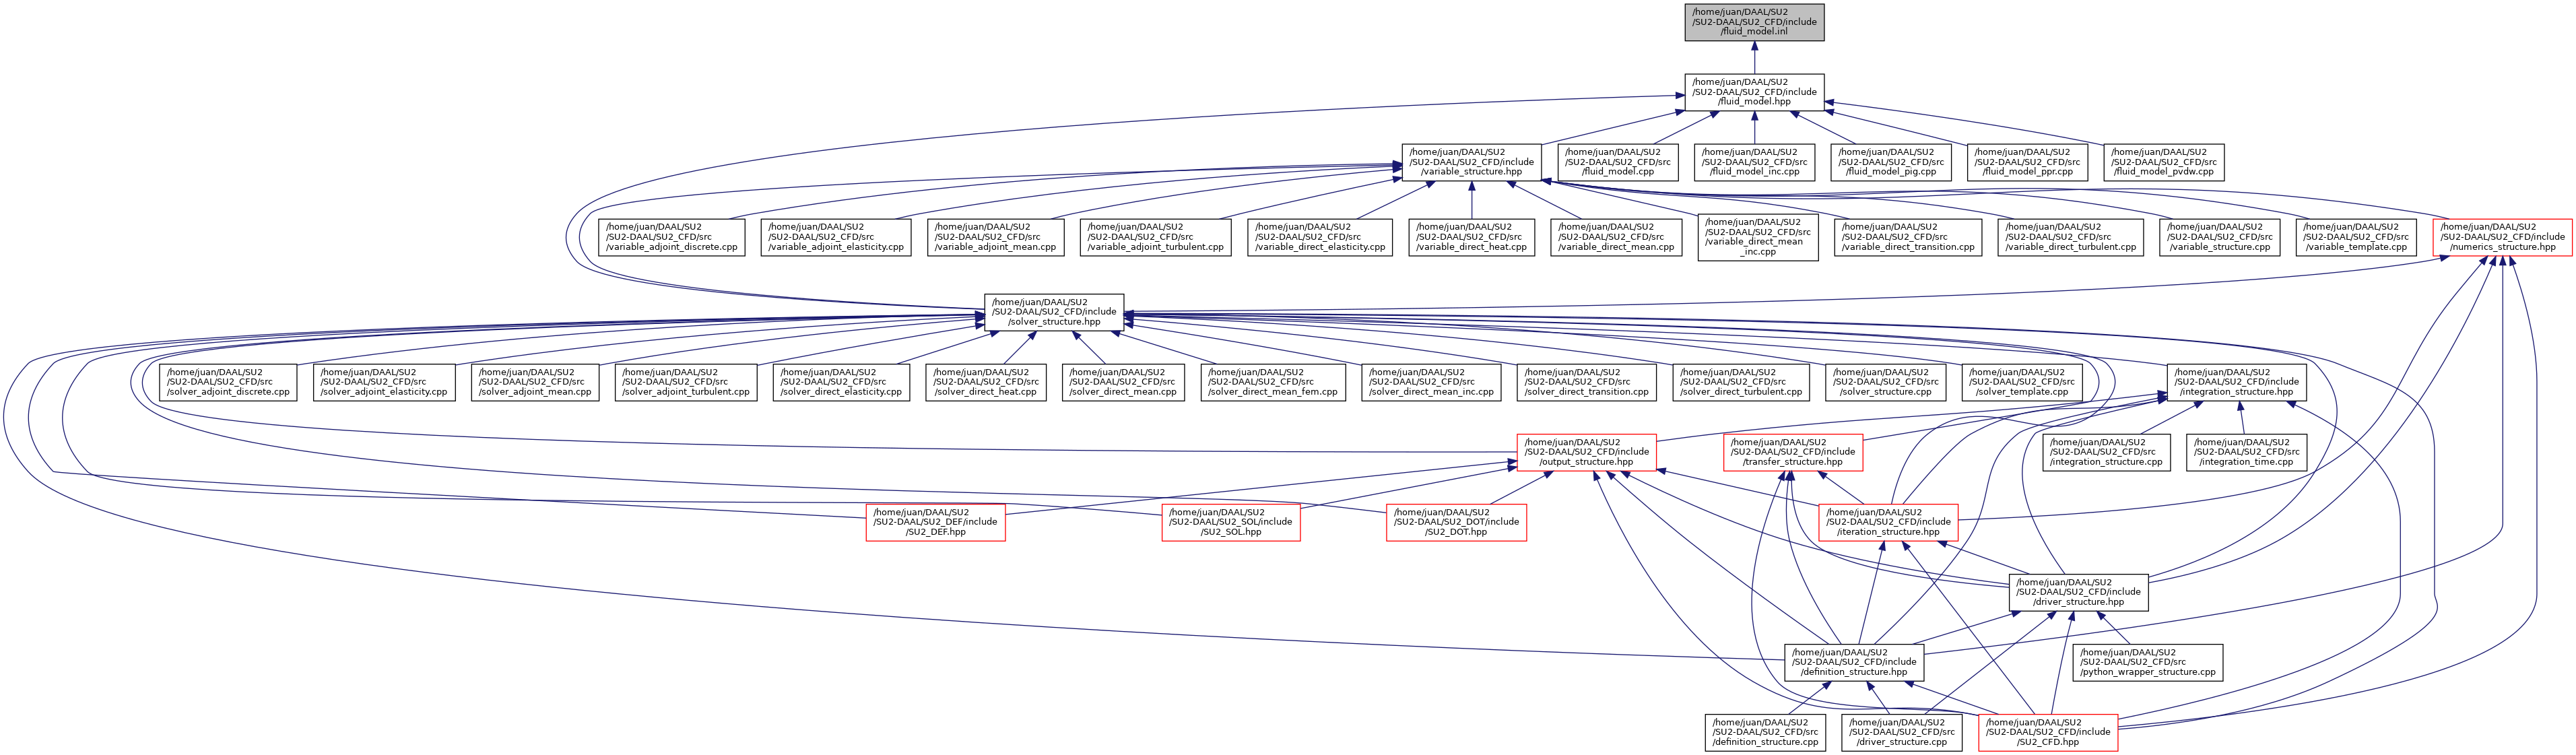 /home/juan/DAAL/SU2
/SU2-DAAL/SU2_CFD/include
/fluid_model.inl
/home/juan/DAAL/SU2
/SU2-DAAL/SU2_CFD/include
/fluid_model.hpp
/home/juan/DAAL/SU2
/SU2-DAAL/SU2_CFD/include
/variable_structure.hpp
/home/juan/DAAL/SU2
/SU2-DAAL/SU2_CFD/src
/fluid_model.cpp
/home/juan/DAAL/SU2
/SU2-DAAL/SU2_CFD/src
/fluid_model_inc.cpp
/home/juan/DAAL/SU2
/SU2-DAAL/SU2_CFD/src
/fluid_model_pig.cpp
/home/juan/DAAL/SU2
/SU2-DAAL/SU2_CFD/src
/fluid_model_ppr.cpp
/home/juan/DAAL/SU2
/SU2-DAAL/SU2_CFD/src
/fluid_model_pvdw.cpp
/home/juan/DAAL/SU2
/SU2-DAAL/SU2_CFD/src
/variable_adjoint_discrete.cpp
/home/juan/DAAL/SU2
/SU2-DAAL/SU2_CFD/src
/variable_adjoint_elasticity.cpp
/home/juan/DAAL/SU2
/SU2-DAAL/SU2_CFD/src
/variable_adjoint_mean.cpp
/home/juan/DAAL/SU2
/SU2-DAAL/SU2_CFD/src
/variable_adjoint_turbulent.cpp
/home/juan/DAAL/SU2
/SU2-DAAL/SU2_CFD/src
/variable_direct_elasticity.cpp
/home/juan/DAAL/SU2
/SU2-DAAL/SU2_CFD/src
/variable_direct_heat.cpp
/home/juan/DAAL/SU2
/SU2-DAAL/SU2_CFD/src
/variable_direct_mean.cpp
/home/juan/DAAL/SU2
/SU2-DAAL/SU2_CFD/src
/variable_direct_mean
_inc.cpp
/home/juan/DAAL/SU2
/SU2-DAAL/SU2_CFD/src
/variable_direct_transition.cpp
/home/juan/DAAL/SU2
/SU2-DAAL/SU2_CFD/src
/variable_direct_turbulent.cpp
/home/juan/DAAL/SU2
/SU2-DAAL/SU2_CFD/src
/variable_structure.cpp
/home/juan/DAAL/SU2
/SU2-DAAL/SU2_CFD/src
/variable_template.cpp
/home/juan/DAAL/SU2
/SU2-DAAL/SU2_CFD/include
/numerics_structure.hpp
/home/juan/DAAL/SU2
/SU2-DAAL/SU2_CFD/include
/solver_structure.hpp
/home/juan/DAAL/SU2
/SU2-DAAL/SU2_CFD/src
/solver_adjoint_discrete.cpp
/home/juan/DAAL/SU2
/SU2-DAAL/SU2_CFD/src
/solver_adjoint_elasticity.cpp
/home/juan/DAAL/SU2
/SU2-DAAL/SU2_CFD/src
/solver_adjoint_mean.cpp
/home/juan/DAAL/SU2
/SU2-DAAL/SU2_CFD/src
/solver_adjoint_turbulent.cpp
/home/juan/DAAL/SU2
/SU2-DAAL/SU2_CFD/src
/solver_direct_elasticity.cpp
/home/juan/DAAL/SU2
/SU2-DAAL/SU2_CFD/src
/solver_direct_heat.cpp
/home/juan/DAAL/SU2
/SU2-DAAL/SU2_CFD/src
/solver_direct_mean.cpp
/home/juan/DAAL/SU2
/SU2-DAAL/SU2_CFD/src
/solver_direct_mean_fem.cpp
/home/juan/DAAL/SU2
/SU2-DAAL/SU2_CFD/src
/solver_direct_mean_inc.cpp
/home/juan/DAAL/SU2
/SU2-DAAL/SU2_CFD/src
/solver_direct_transition.cpp
/home/juan/DAAL/SU2
/SU2-DAAL/SU2_CFD/src
/solver_direct_turbulent.cpp
/home/juan/DAAL/SU2
/SU2-DAAL/SU2_CFD/src
/solver_structure.cpp
/home/juan/DAAL/SU2
/SU2-DAAL/SU2_CFD/src
/solver_template.cpp
/home/juan/DAAL/SU2
/SU2-DAAL/SU2_CFD/include
/integration_structure.hpp
/home/juan/DAAL/SU2
/SU2-DAAL/SU2_CFD/include
/output_structure.hpp
/home/juan/DAAL/SU2
/SU2-DAAL/SU2_CFD/include
/transfer_structure.hpp
/home/juan/DAAL/SU2
/SU2-DAAL/SU2_CFD/src
/integration_structure.cpp
/home/juan/DAAL/SU2
/SU2-DAAL/SU2_CFD/src
/integration_time.cpp
/home/juan/DAAL/SU2
/SU2-DAAL/SU2_DEF/include
/SU2_DEF.hpp
/home/juan/DAAL/SU2
/SU2-DAAL/SU2_SOL/include
/SU2_SOL.hpp
/home/juan/DAAL/SU2
/SU2-DAAL/SU2_DOT/include
/SU2_DOT.hpp
/home/juan/DAAL/SU2
/SU2-DAAL/SU2_CFD/include
/iteration_structure.hpp
/home/juan/DAAL/SU2
/SU2-DAAL/SU2_CFD/include
/driver_structure.hpp
/home/juan/DAAL/SU2
/SU2-DAAL/SU2_CFD/include
/definition_structure.hpp
/home/juan/DAAL/SU2
/SU2-DAAL/SU2_CFD/src
/python_wrapper_structure.cpp
/home/juan/DAAL/SU2
/SU2-DAAL/SU2_CFD/src
/definition_structure.cpp
/home/juan/DAAL/SU2
/SU2-DAAL/SU2_CFD/src
/driver_structure.cpp
/home/juan/DAAL/SU2
/SU2-DAAL/SU2_CFD/include
/SU2_CFD.hpp